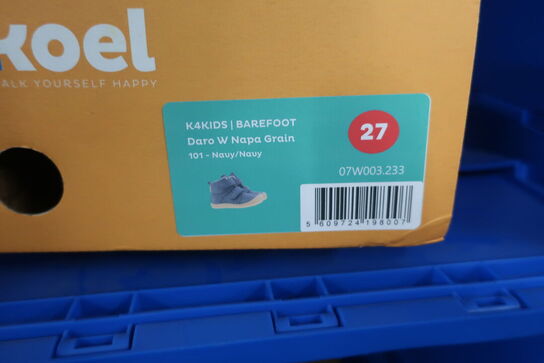 koel
ALK YOURSELF HAPPY
K4KIDS | BAREFOOT
Daro W Napa Grain
101 - Navy/Navy
27
07W003.233
5 609724 198007